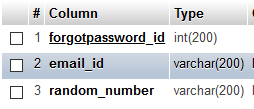 # Column Type
1 forgotpassword_id int(200)
2 email_id varchar(200)
3 random_number varchar(200)